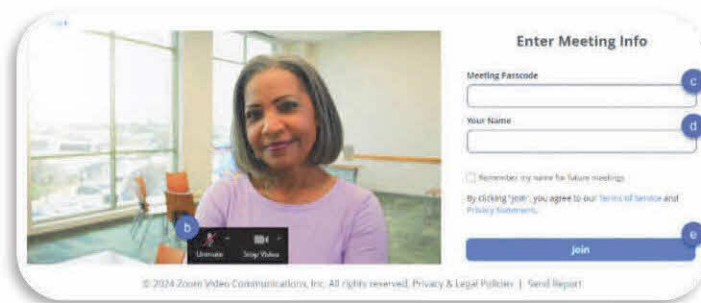 Enter Meeting Info
Meeting Passcode
c
Your Name
d
Remember my name for future meetings
By clicking "Join", you agree to our Terms of Service and
Privacy Statement.
b
Unmute Stop Video
e
Join
© 2024 Zoom Video Communications, Inc. All rights reserved. Privacy & Legal Policies | Send Report